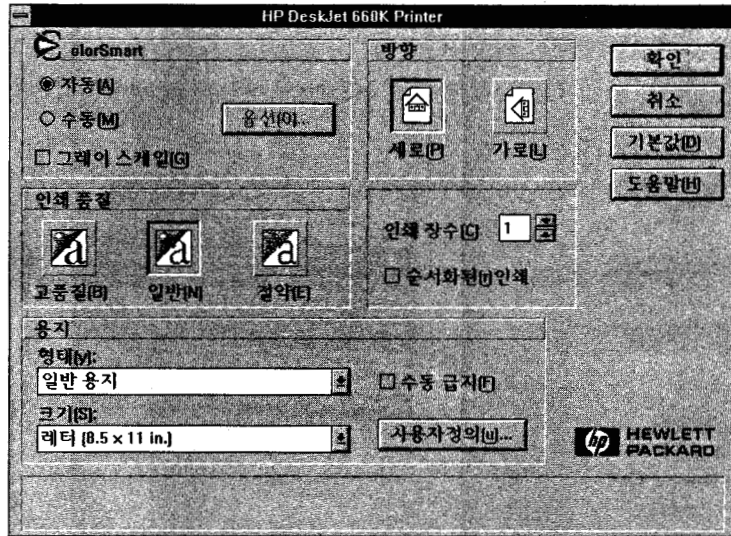 HP DeskJet 660K Printer
ColorSmart
자동(A)
수동(M)
옵션(O)...
그레이 스케일(G)
방향
세로(P)
가로(L)
확인
취소
기본값(D)
도움말(H)
인쇄 품질
고품질(B)
일반(N)
절약(E)
인쇄 장수(C)
1
순서화된(t)인쇄
용지
형태(y):
일반 용지
수동 급지(F)
크기(S):
레터 (8.5 x 11 in.)
사용자정의(u)...
hp HEWLETT
PACKARD